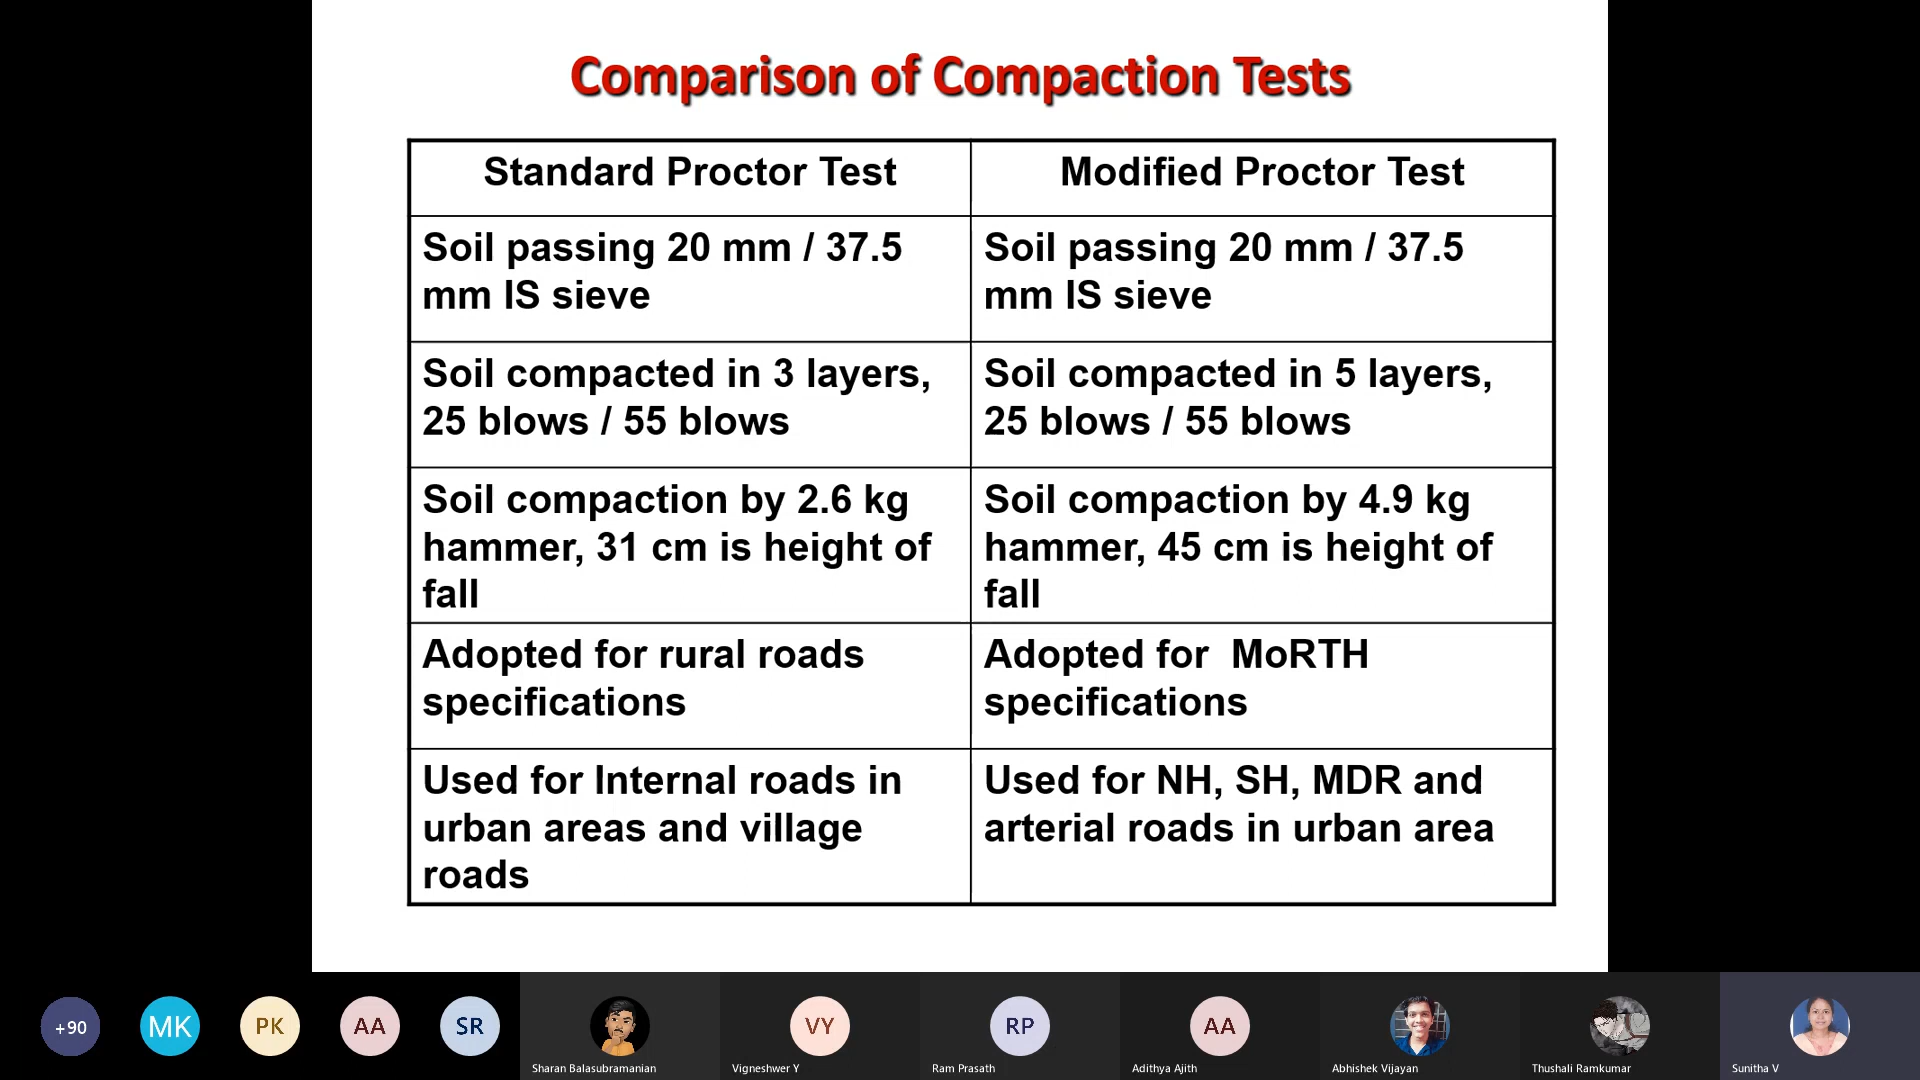 Comparison of Compaction Tests
Standard Proctor Test
Modified Proctor Test
Soil passing 20 mm / 37.5
mm IS sieve
Soil passing 20 mm / 37.5
mm IS sieve
Soil compacted in 3 layers,
25 blows / 55 blows
Soil compacted in 5 layers,
25 blows / 55 blows
Soil compaction by 2.6 kg
hammer, 31 cm is height of
fall
Soil compaction by 4.9 kg
hammer, 45 cm is height of
fall
Adopted for rural roads
specifications
Adopted for  MoRTH
specifications
Used for Internal roads in
urban areas and village
roads
Used for NH, SH, MDR and
arterial roads in urban area
+90
MK
PK
AA
SR
Sharan Balasubramanian
VY
Vigneshwer Y
RP
Ram Prasath
AA
Adithya Ajith
Abhishek Vijayan
Thushali Ramkumar
Sunitha V